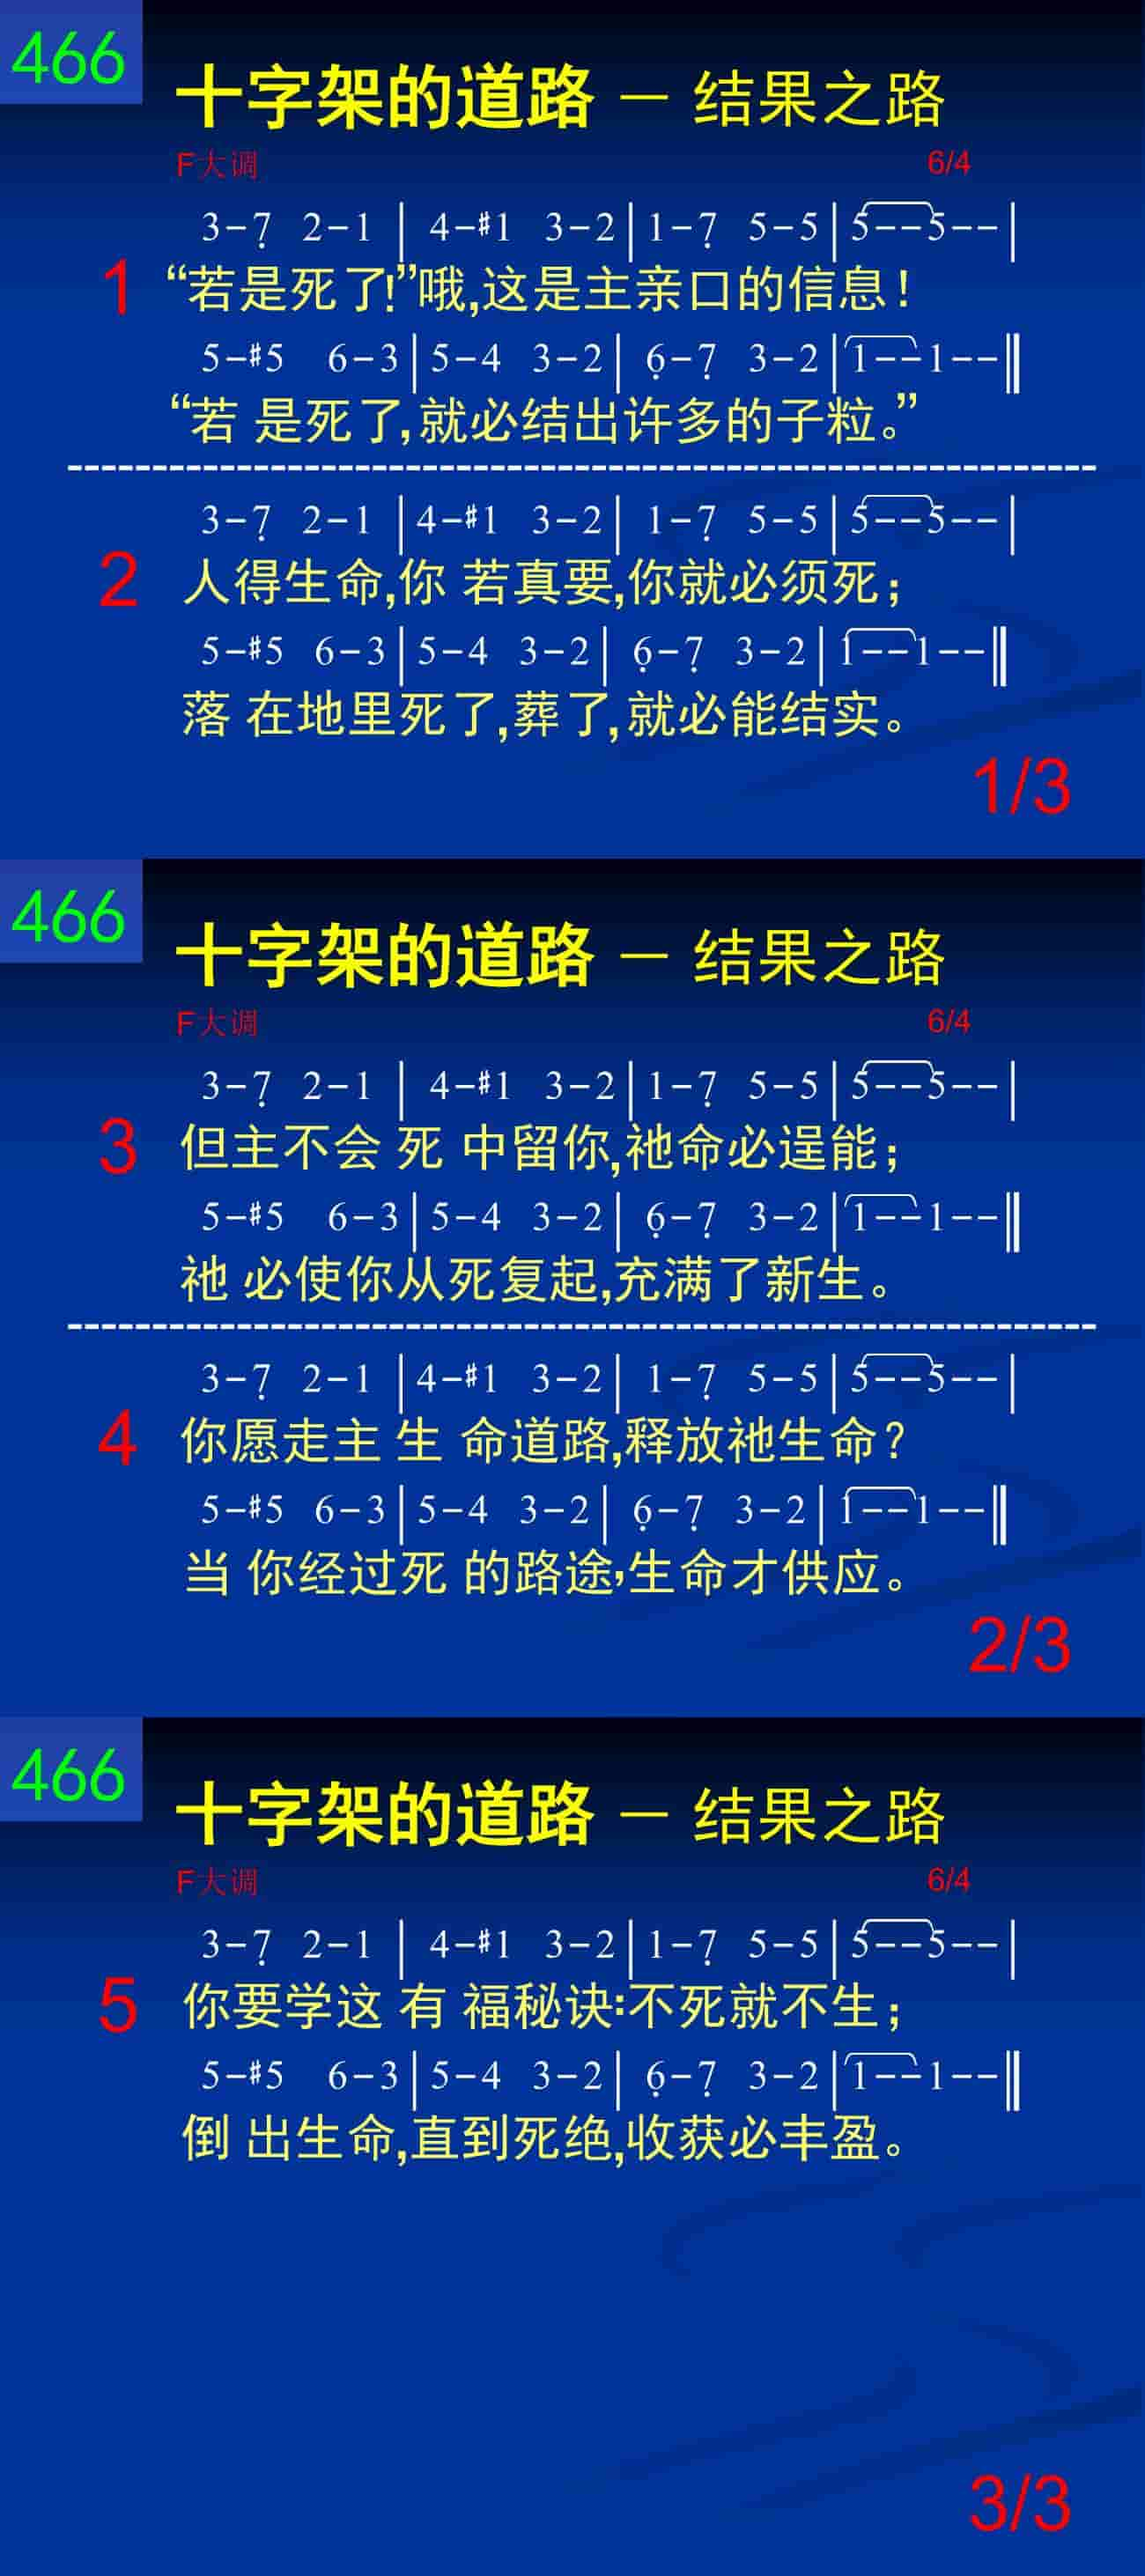 466
十字架的道路 — 结果之路
F大调 6/4
3-7̣ 2-1 | 4-#1 3-2 | 1-7̣ 5-5 | 5--5-- |
1 “若是死了!”哦,这是主亲口的信息!
5-#5 6-3 | 5-4 3-2 | 6̣-7̣ 3-2 | 1--1-- ‖
“若 是死了,就必结出许多的子粒。”
3-7̣ 2-1 | 4-#1 3-2 | 1-7̣ 5-5 | 5--5-- |
2 人得生命,你 若真要,你就必须死;
5-#5 6-3 | 5-4 3-2 | 6̣-7̣ 3-2 | 1--1-- ‖
落 在地里死了,葬了,就必能结实。
1/3
466
十字架的道路 — 结果之路
F大调 6/4
3-7̣ 2-1 | 4-#1 3-2 | 1-7̣ 5-5 | 5--5-- |
3 但主不会 死 中留你,祂命必逞能;
5-#5 6-3 | 5-4 3-2 | 6̣-7̣ 3-2 | 1--1-- ‖
祂 必使你从死复起,充满了新生。
3-7̣ 2-1 | 4-#1 3-2 | 1-7̣ 5-5 | 5--5-- |
4 你愿走主 生 命道路,释放祂生命?
5-#5 6-3 | 5-4 3-2 | 6̣-7̣ 3-2 | 1--1-- ‖
当 你经过死 的路途,生命才供应。
2/3
466
十字架的道路 — 结果之路
F大调 6/4
3-7̣ 2-1 | 4-#1 3-2 | 1-7̣ 5-5 | 5--5-- |
5 你要学这 有 福秘诀:不死就不生;
5-#5 6-3 | 5-4 3-2 | 6̣-7̣ 3-2 | 1--1-- ‖
倒 出生命,直到死绝,收获必丰盈。
3/3